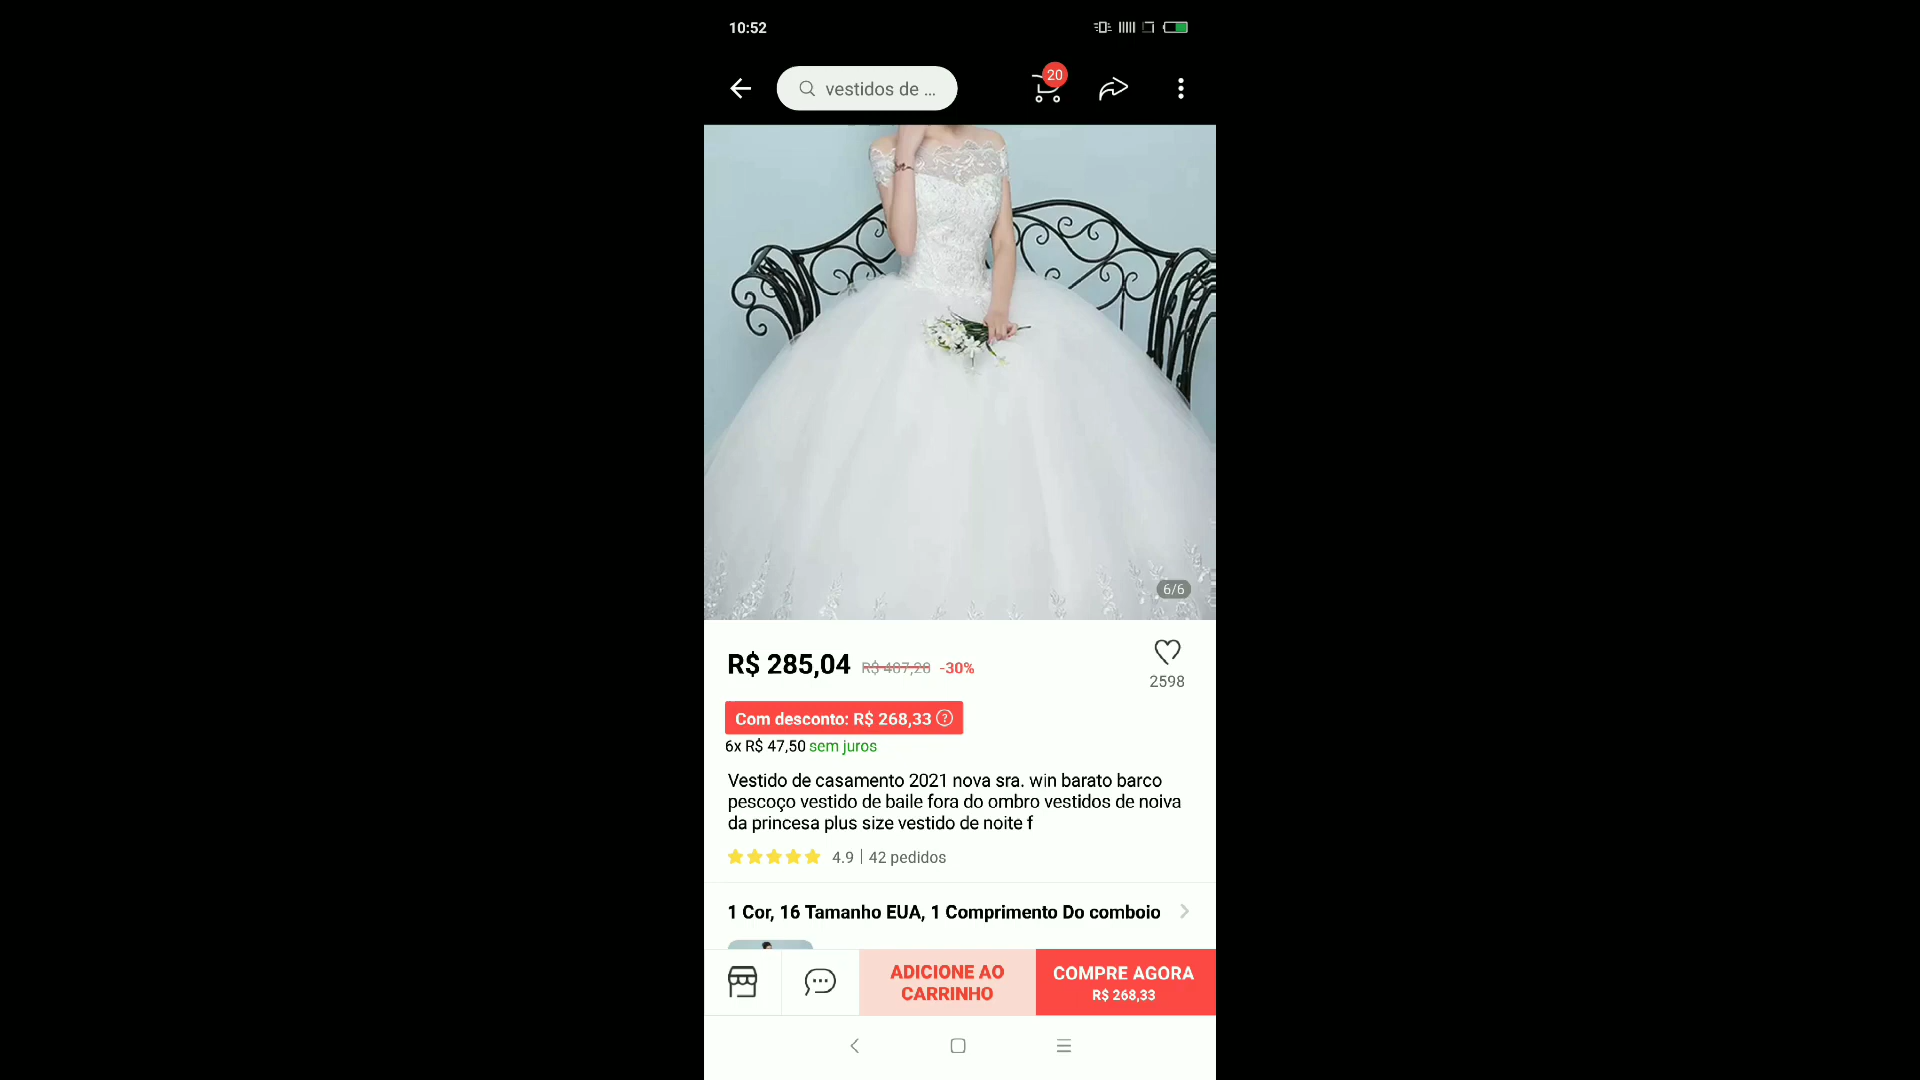 10:52
vestidos de ...
20
6/6
R$ 285,04 R$ 407,20 -30%
2598
Com desconto: R$ 268,33 ?
6x R$ 47,50 sem juros
Vestido de casamento 2021 nova sra. win barato barco
pescoço vestido de baile fora do ombro vestidos de noiva
da princesa plus size vestido de noite f
4.9 | 42 pedidos
1 Cor, 16 Tamanho EUA, 1 Comprimento Do comboio
ADICIONE AO
CARRINHO
COMPRE AGORA
R$ 268,33